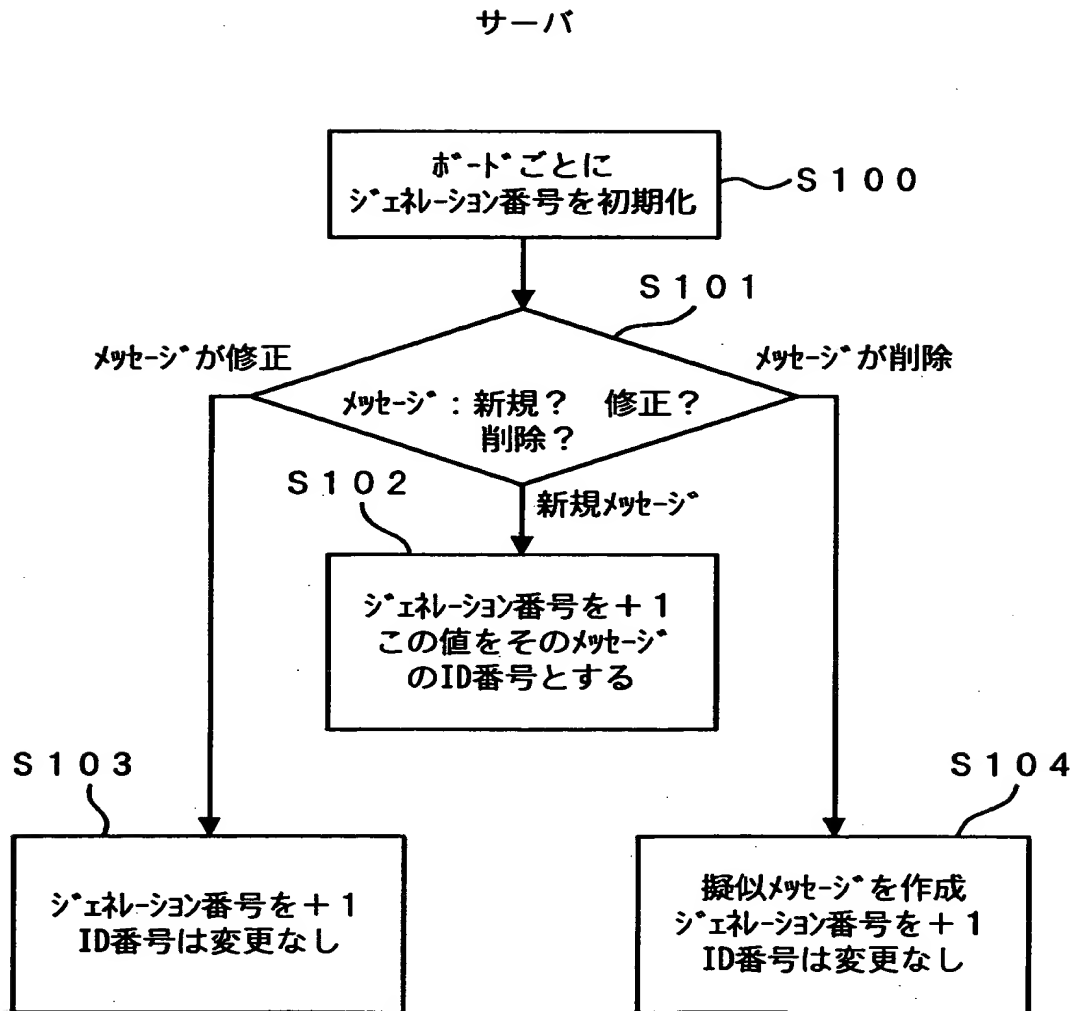 サーバ
ボードごとに
ジェネレーション番号を初期化
S100
S101
メッセージが修正
メッセージが削除
メッセージ:新規? 修正?
削除?
S102
新規メッセージ
ジェネレーション番号を+1
この値をそのメッセージ
のID番号とする
S103
S104
ジェネレーション番号を+1
ID番号は変更なし
擬似メッセージを作成
ジェネレーション番号を+1
ID番号は変更なし